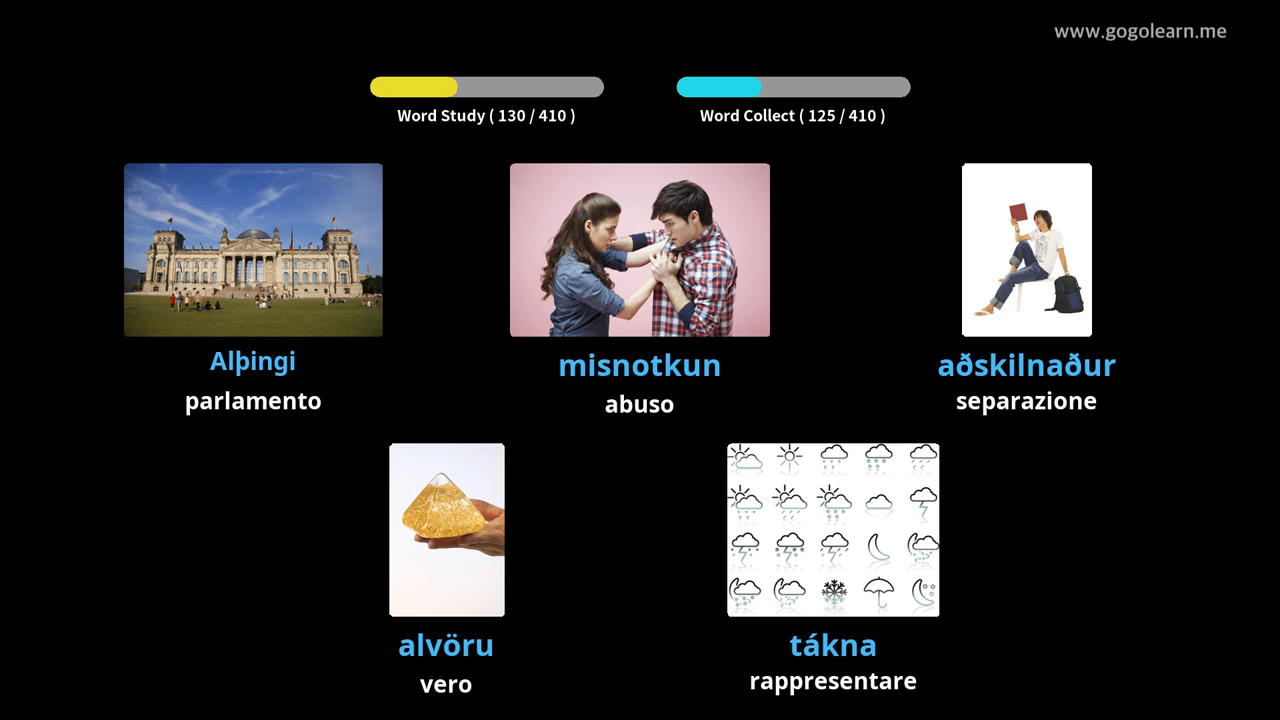 www.gogolearn.me
Word Study ( 130 / 410 )
Word Collect ( 125 / 410 )
Alþingi
parlamento
misnotkun
abuso
aðskilnaður
separazione
alvöru
vero
tákna
rappresentare